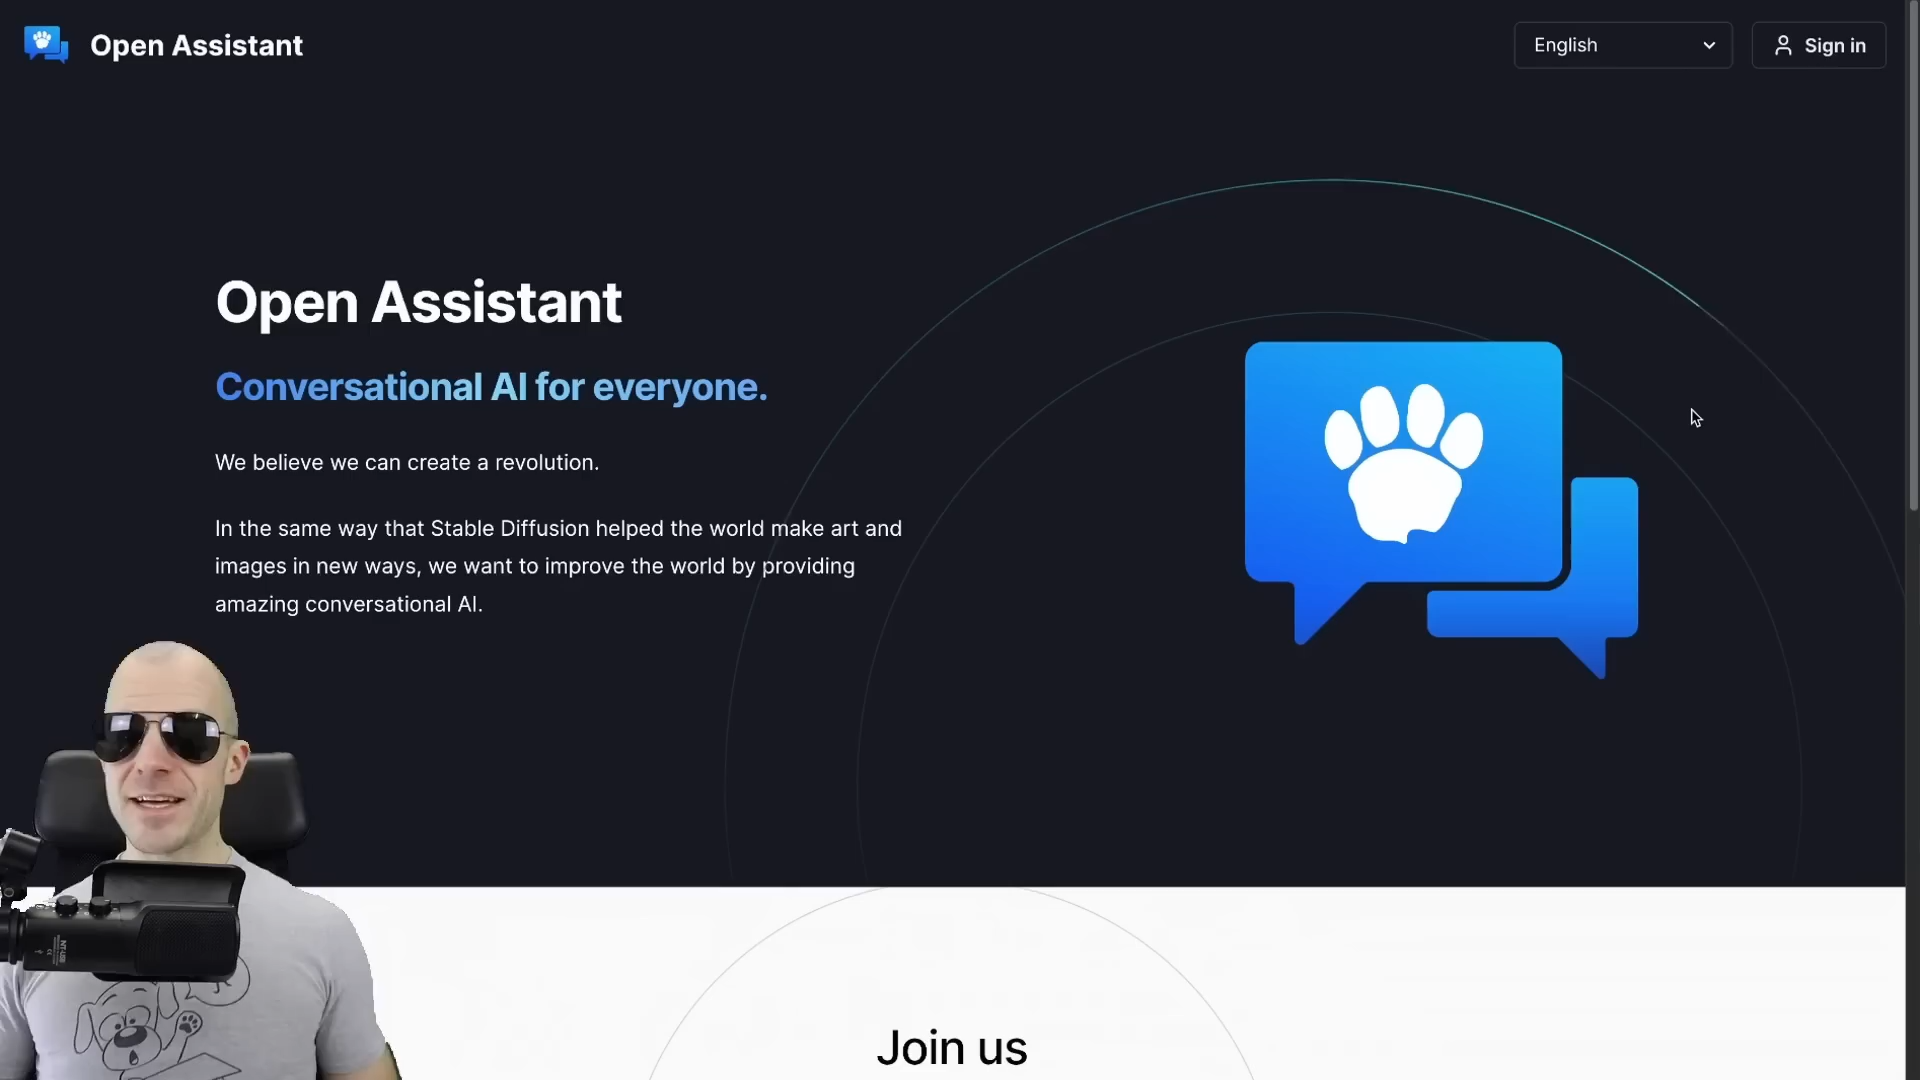 Open Assistant
English
Sign in
Open Assistant
Conversational AI for everyone.
We believe we can create a revolution.
In the same way that Stable Diffusion helped the world make art and
images in new ways, we want to improve the world by providing
amazing conversational AI.
NT-USB
Join us